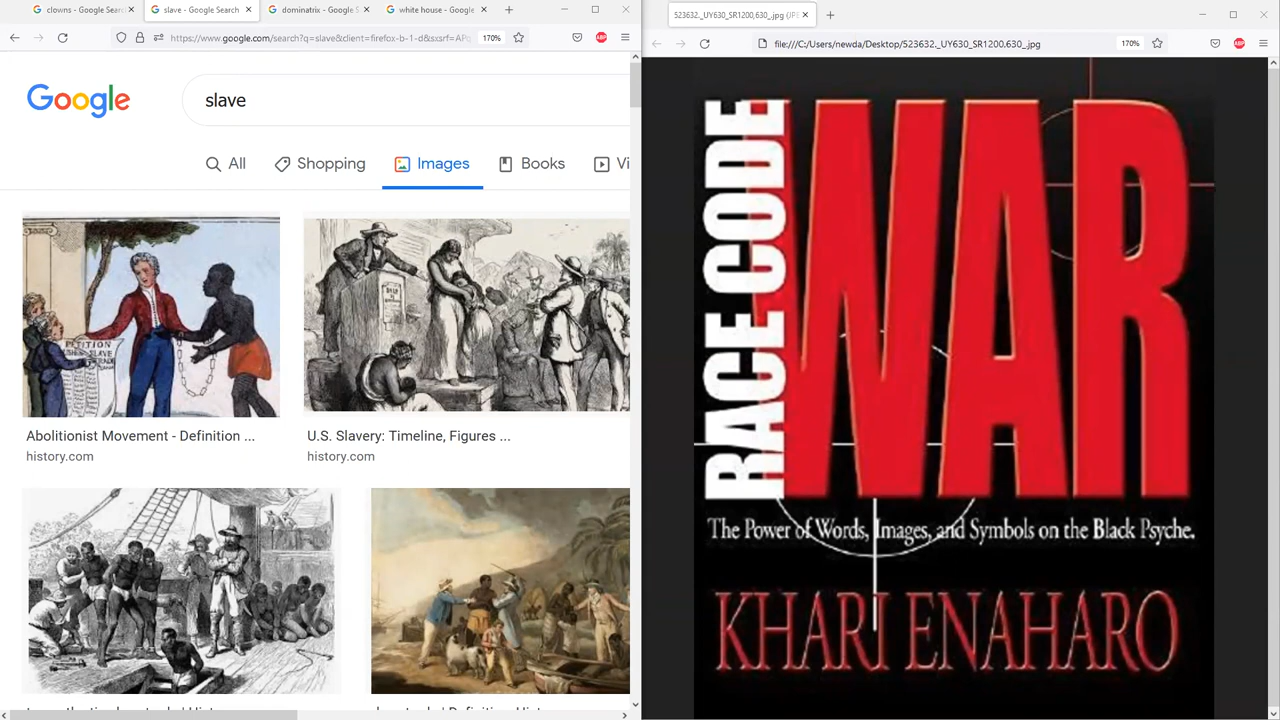 clowns - Google Searc
slave - Google Search
dominatrix - Google S
white house - Google
https://www.google.com/search?q=slave&client=firefox-b-1-d&sxsrf=APq
170%
Google
slave
All
Shopping
Images
Books
Vi
PETITION
SLAVE
Abolitionist Movement - Definition ...
history.com
U.S. Slavery: Timeline, Figures ...
history.com
523632._UY630_SR1200,630_.jpg (JPE
file:///C:/Users/newda/Desktop/523632._UY630_SR1200.630_.jpg
170%
RACE CODE
WAR
The Power of Words, Images, and Symbols on the Black Psyche.
KHARI ENAHARO